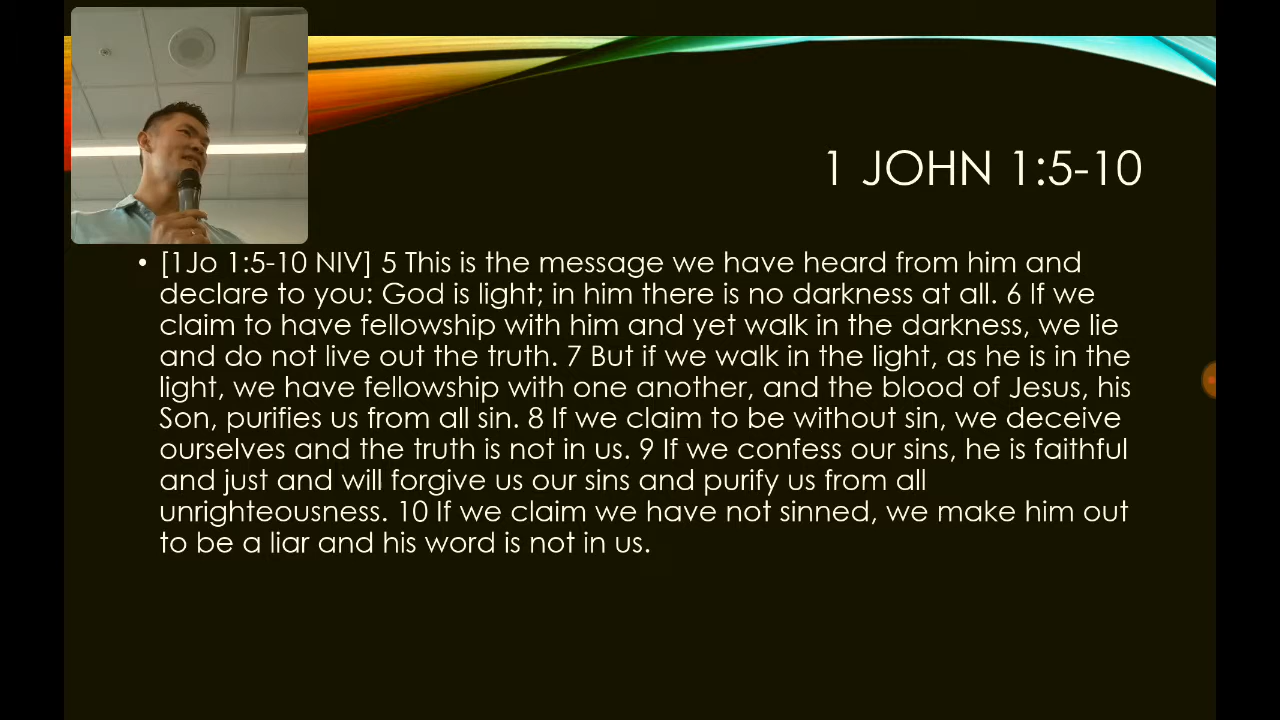 1 JOHN 1:5-10
• [1Jo 1:5-10 NIV] 5 This is the message we have heard from him and
declare to you: God is light; in him there is no darkness at all. 6 If we
claim to have fellowship with him and yet walk in the darkness, we lie
and do not live out the truth. 7 But if we walk in the light, as he is in the
light, we have fellowship with one another, and the blood of Jesus, his
Son, purifies us from all sin. 8 If we claim to be without sin, we deceive
ourselves and the truth is not in us. 9 If we confess our sins, he is faithful
and just and will forgive us our sins and purify us from all
unrighteousness. 10 If we claim we have not sinned, we make him out
to be a liar and his word is not in us.